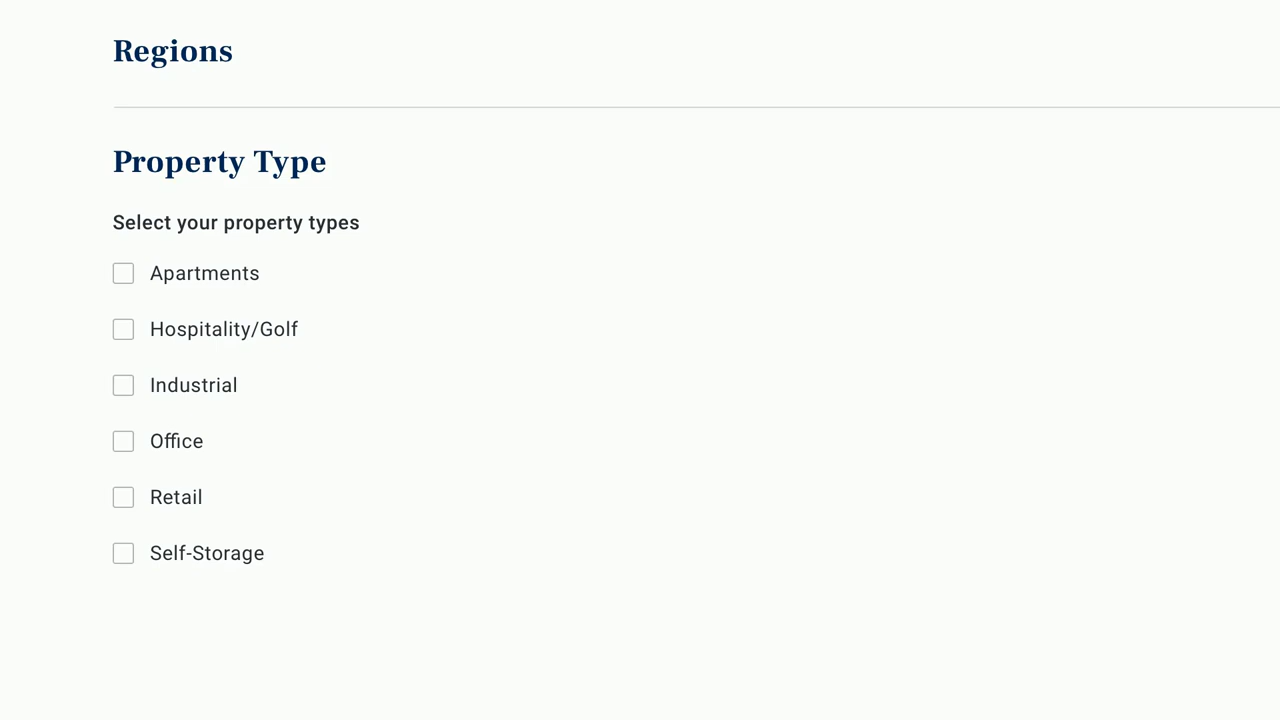 Regions
Property Type
Select your property types
Apartments
Hospitality/Golf
Industrial
Office
Retail
Self-Storage